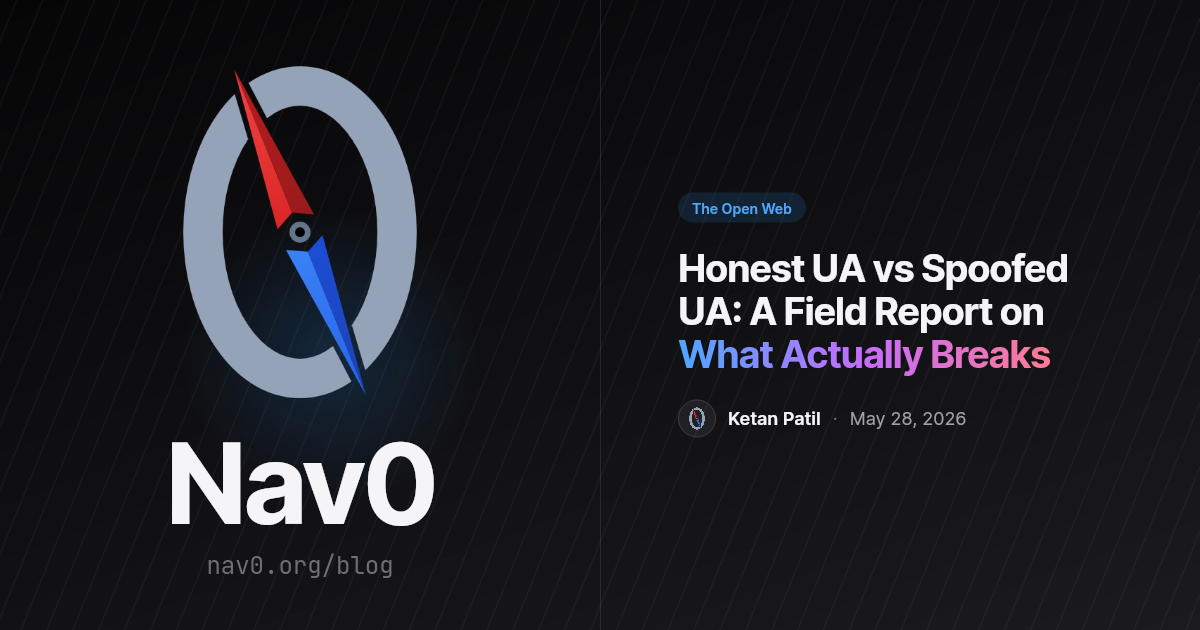 Nav0
nav0.org/blog
The Open Web
Honest UA vs Spoofed
UA: A Field Report on
What Actually Breaks
Ketan Patil · May 28, 2026